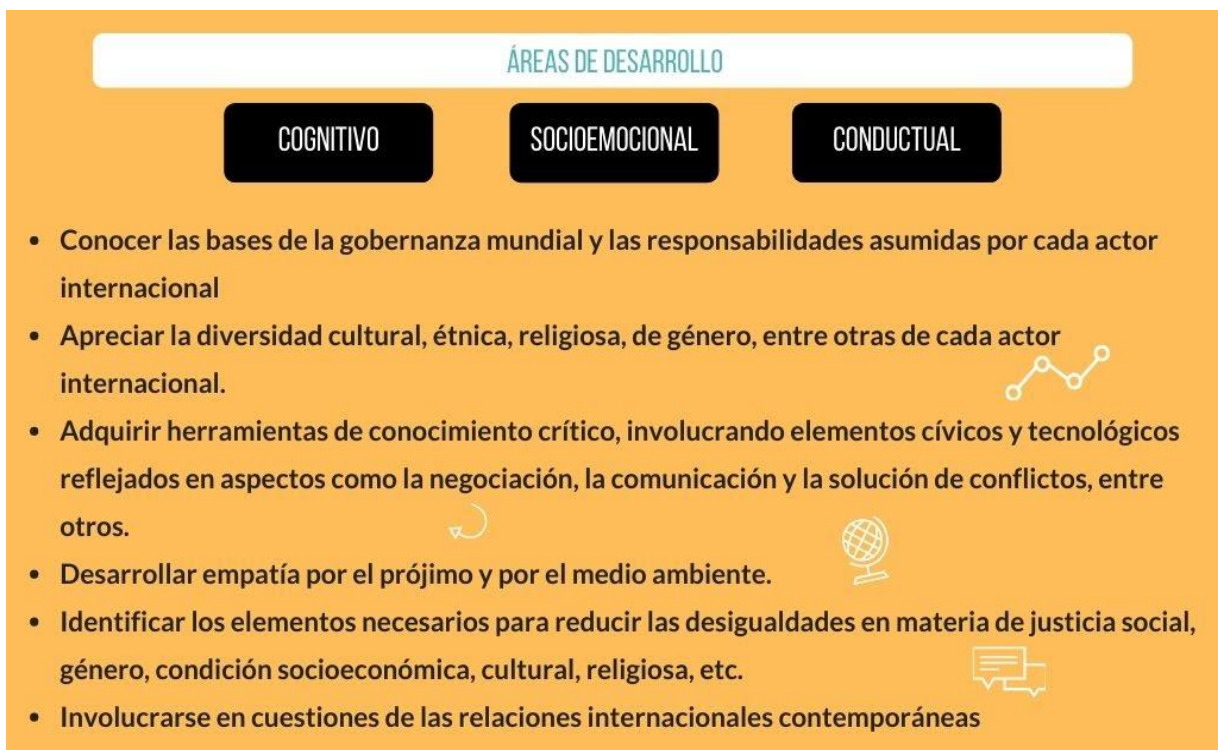 ÁREAS DE DESARROLLO
COGNITIVO
SOCIOEMOCIONAL
CONDUCTUAL
• Conocer las bases de la gobernanza mundial y las responsabilidades asumidas por cada actor
internacional
• Apreciar la diversidad cultural, étnica, religiosa, de género, entre otras de cada actor
internacional.
• Adquirir herramientas de conocimiento crítico, involucrando elementos cívicos y tecnológicos
reflejados en aspectos como la negociación, la comunicación y la solución de conflictos, entre
otros.
• Desarrollar empatía por el prójimo y por el medio ambiente.
• Identificar los elementos necesarios para reducir las desigualdades en materia de justicia social,
género, condición socioeconómica, cultural, religiosa, etc.
• Involucrarse en cuestiones de las relaciones internacionales contemporáneas